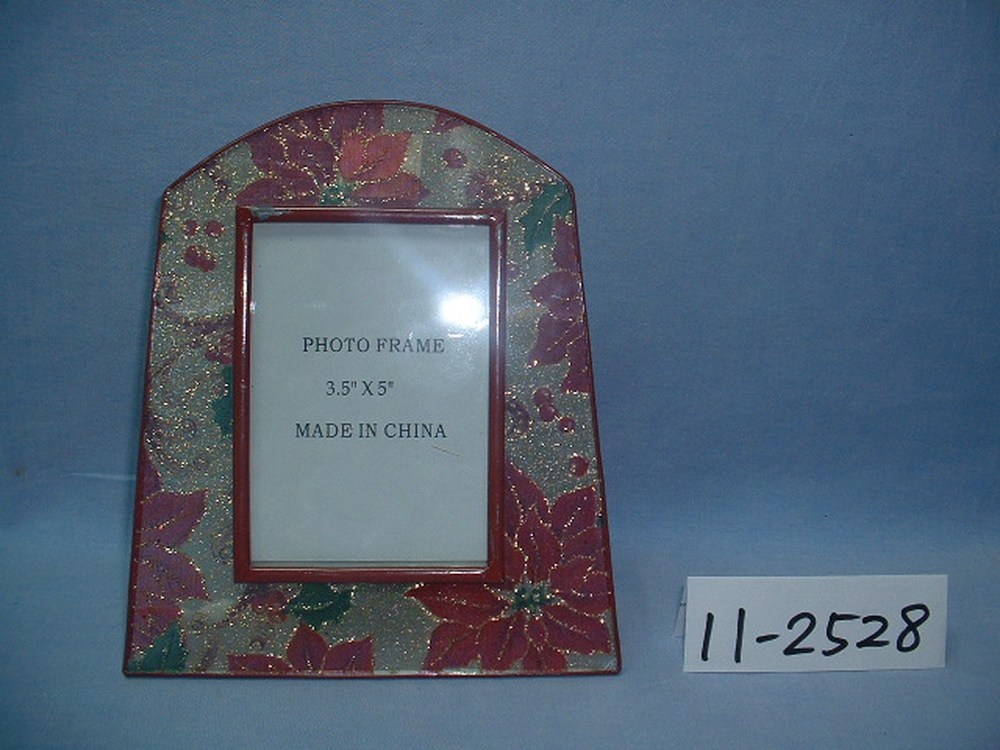 PHOTO FRAME
3.5" X 5"
MADE IN CHINA
11-2528